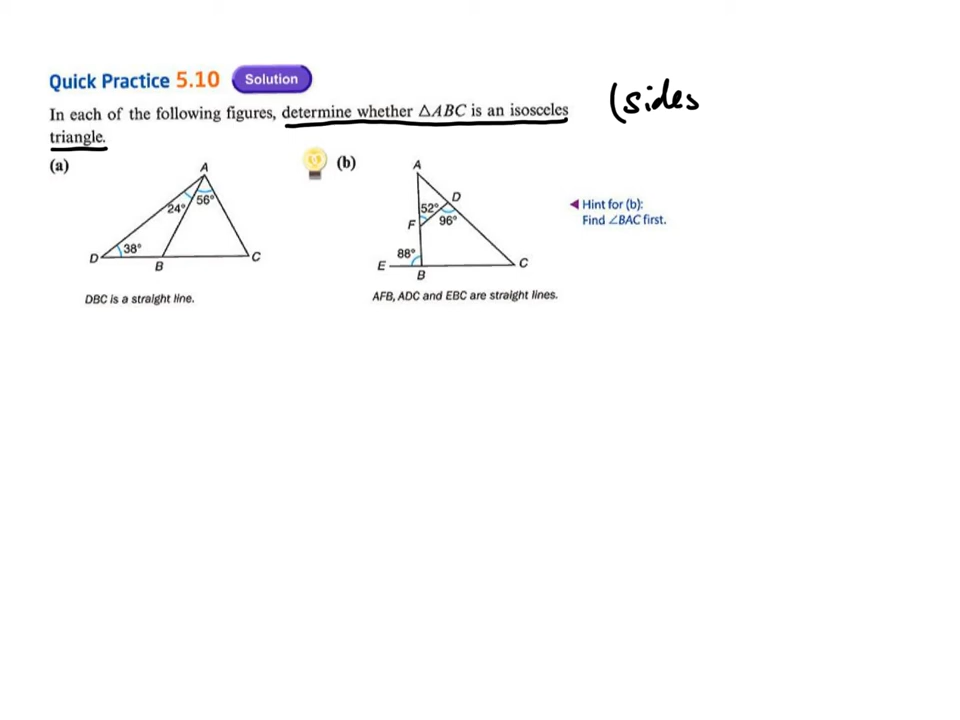 Quick Practice 5.10 Solution
In each of the following figures, determine whether △ABC is an isosceles (sides
triangle.
(a) (b)
A
24° 56°
38°
D B C
DBC is a straight line.
A
52° D
F 96°
88°
E B C
AFB, ADC and EBC are straight lines.
◀ Hint for (b):
Find ∠BAC first.